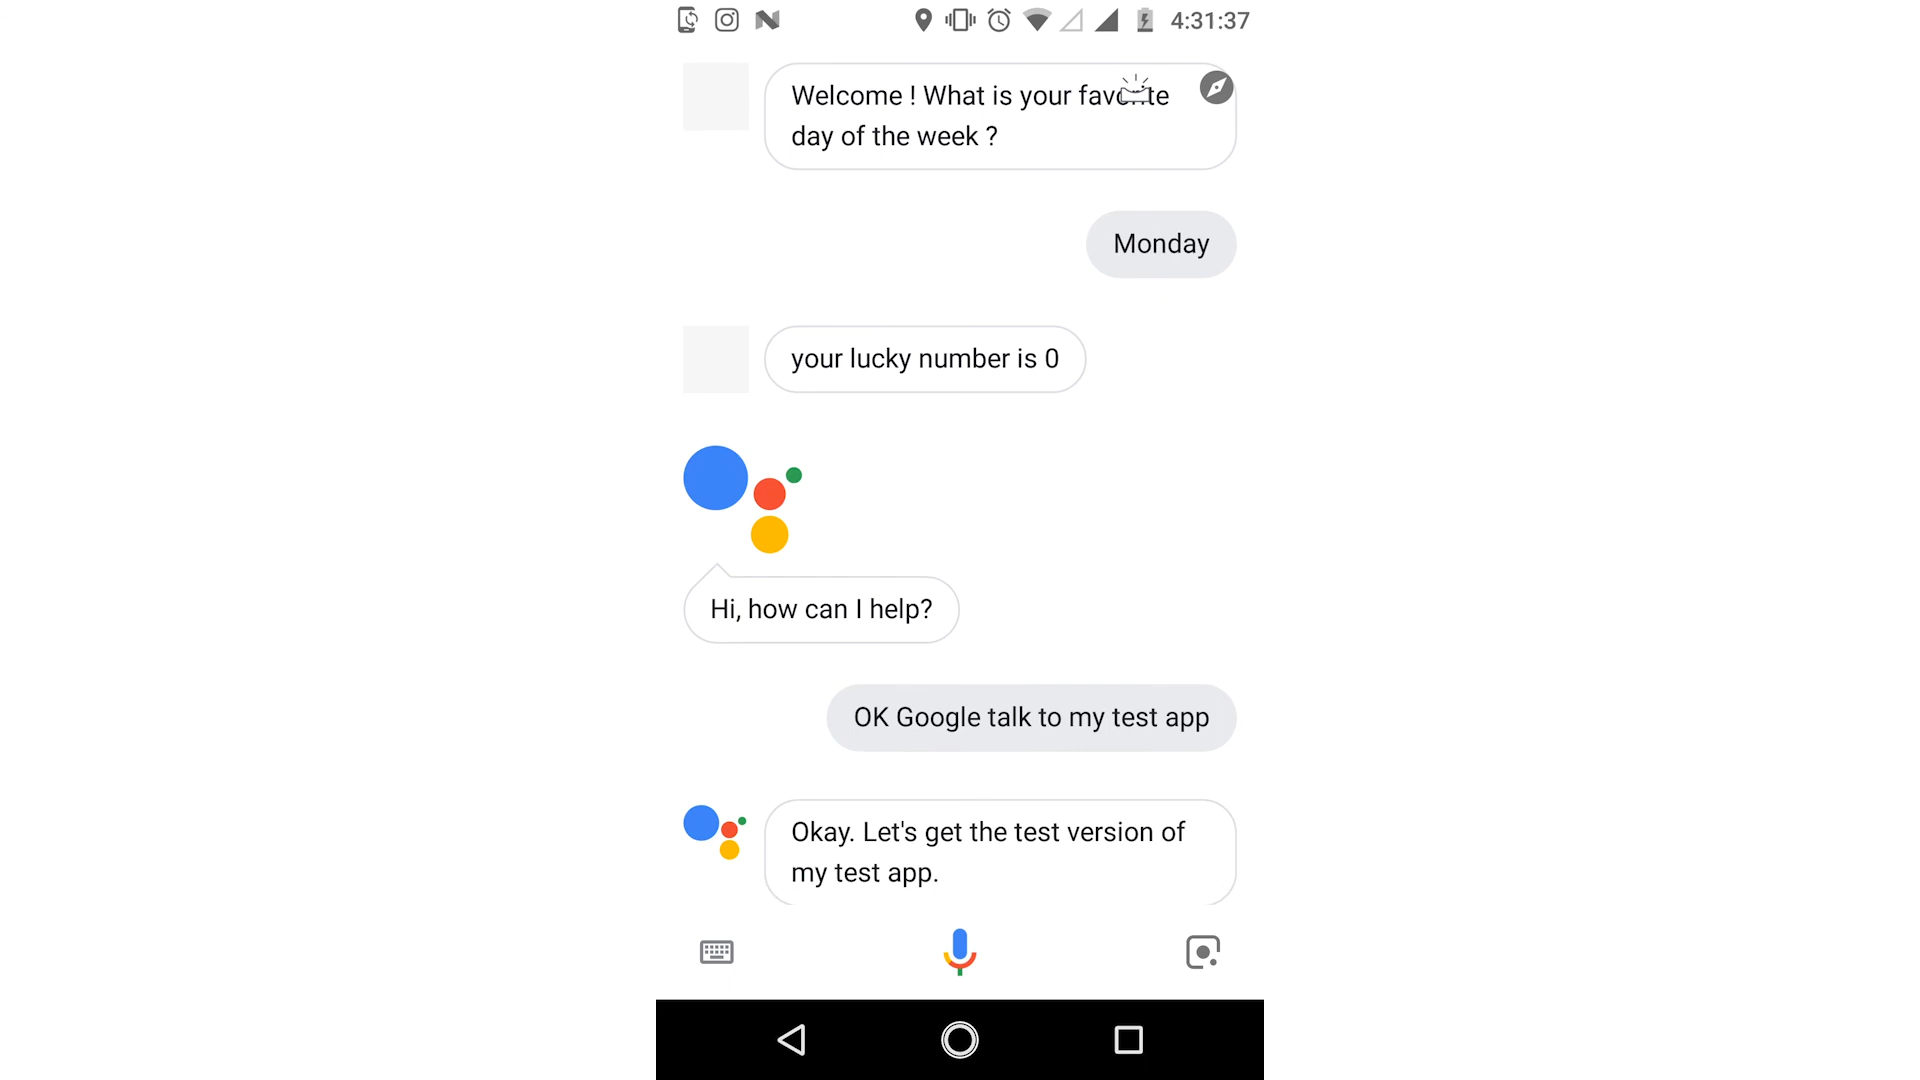 4:31:37
Welcome ! What is your favorite
day of the week ?
Monday
your lucky number is 0
Hi, how can I help?
OK Google talk to my test app
Okay. Let's get the test version of
my test app.